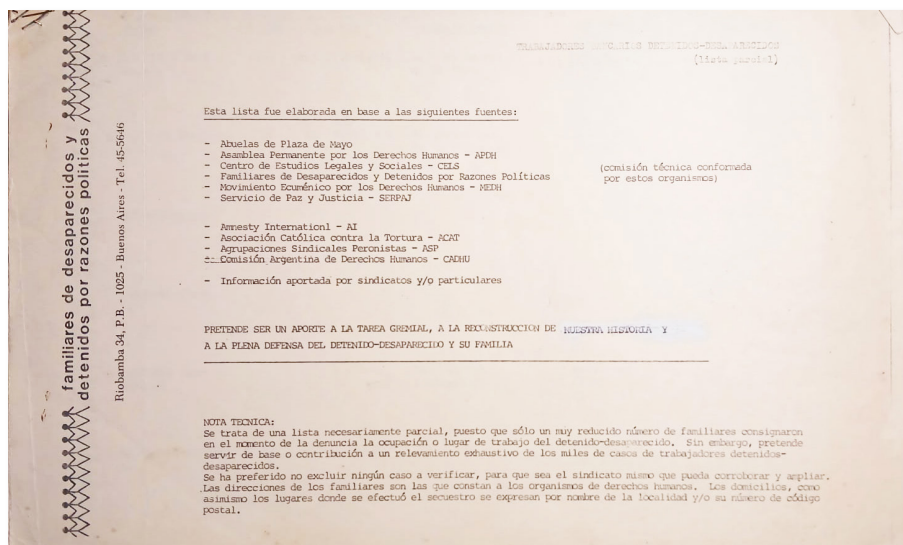 familiares de desaparecidos y
detenidos por razones politicas
Riobamba 34, P.B. - 1025 - Buenos Aires - Tel. 45-5646
TRABAJADORES DETENIDOS-DESAPARECIDOS
(lista parcial)
Esta lista fue elaborada en base a las siguientes fuentes:
- Abuelas de Plaza de Mayo
- Asamblea Permanente por los Derechos Humanos - APDH
- Centro de Estudios Legales y Sociales - CELS
- Familiares de Desaparecidos y Detenidos por Razones Políticas
- Movimiento Ecuménico por los Derechos Humanos - MEDH
- Servicio de Paz y Justicia - SERPAJ
(comisión técnica conformada
por estos organismos)
- Amnesty Internationl - AI
- Asociación Católica contra la Tortura - ACAT
- Agrupaciones Sindicales Peronistas - ASP
- Comisión Argentina de Derechos Humanos - CADHU
- Información aportada por sindicatos y/o particulares
PRETENDE SER UN APORTE A LA TAREA GREMIAL, A LA RECONSTRUCCION DE NUESTRA HISTORIA Y
A LA PLENA DEFENSA DEL DETENIDO-DESAPARECIDO Y SU FAMILIA
NOTA TECNICA:
Se trata de una lista necesariamente parcial, puesto que sólo un muy reducido número de familiares consignaron
en el momento de la denuncia la ocupación o lugar de trabajo del detenido-desaparecido. Sin embargo, pretende
servir de base o contribución a un relevamiento exhaustivo de los miles de casos de trabajadores detenidos-
desaparecidos.
Se ha preferido no excluir ningún caso a verificar, para que sea el sindicato mismo que pueda corroborar y ampliar.
Las direcciones de los familiares son las que constan a los organismos de derechos humanos. Los domicilios, como
asimismo los lugares donde se efectuó el secuestro se expresan por nombre de la localidad y/o su número de código
postal.